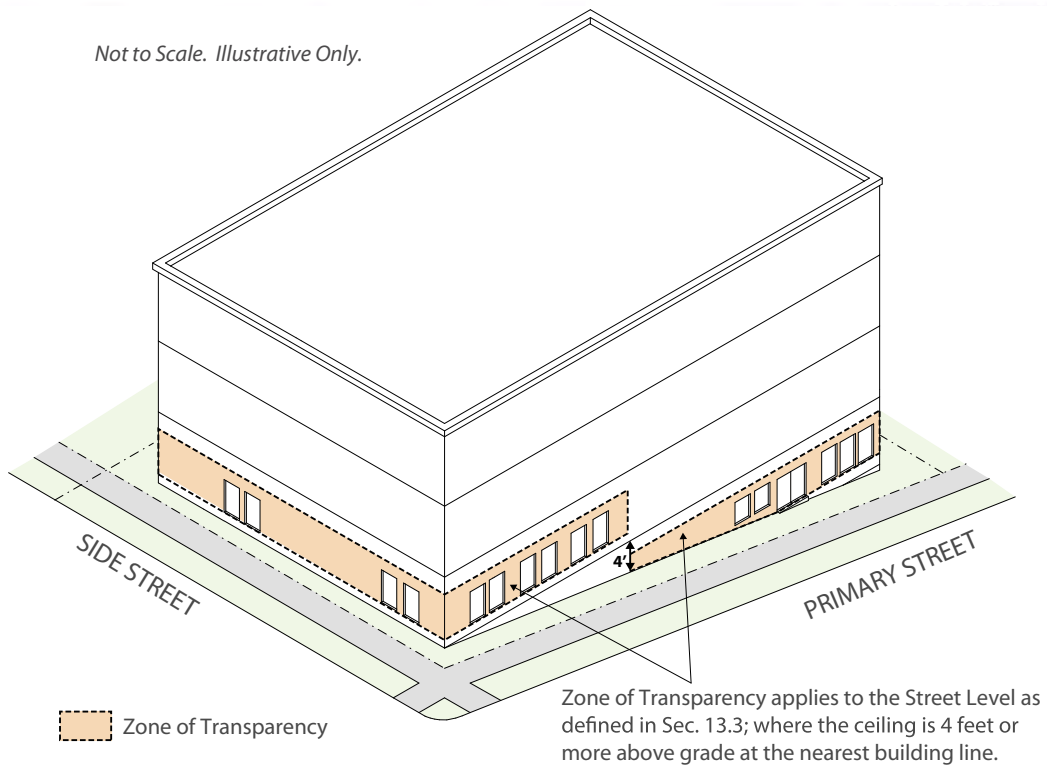 Not to Scale.  Illustrative Only.
4'
SIDE STREET
PRIMARY STREET
Zone of Transparency
Zone of Transparency applies to the Street Level as
defined in Sec. 13.3; where the ceiling is 4 feet or
more above grade at the nearest building line.